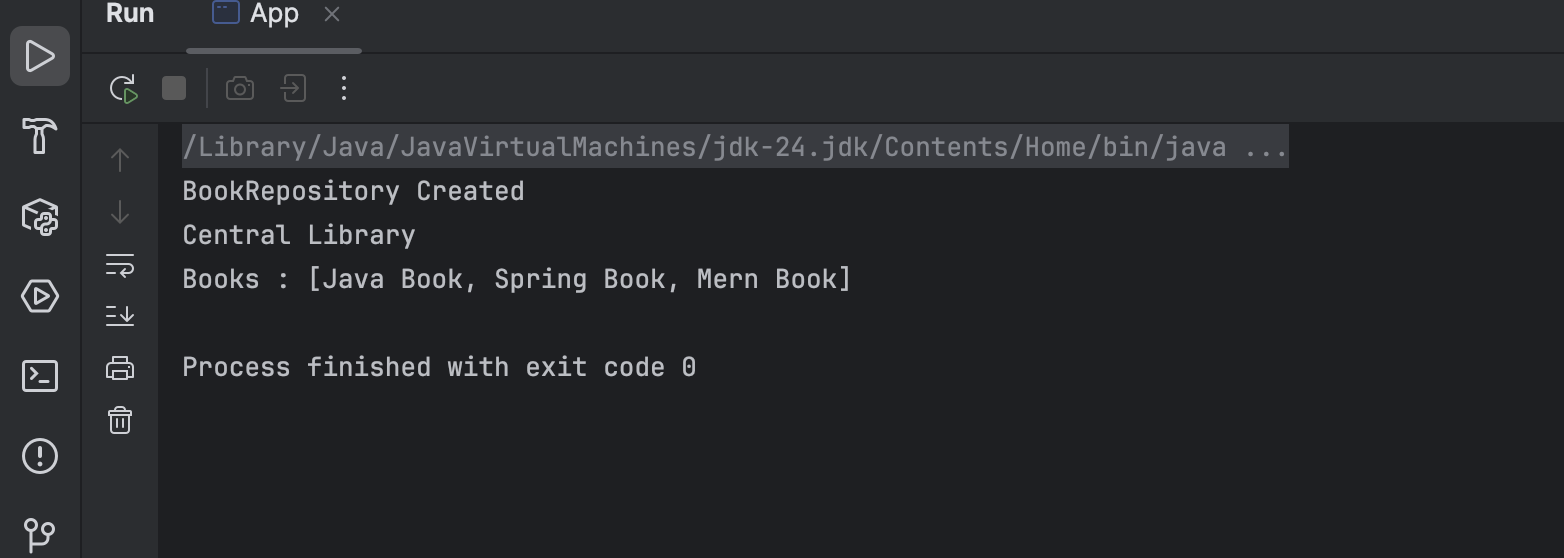 Run App
/Library/Java/JavaVirtualMachines/jdk-24.jdk/Contents/Home/bin/java ...
BookRepository Created
Central Library
Books : [Java Book, Spring Book, Mern Book]
Process finished with exit code 0